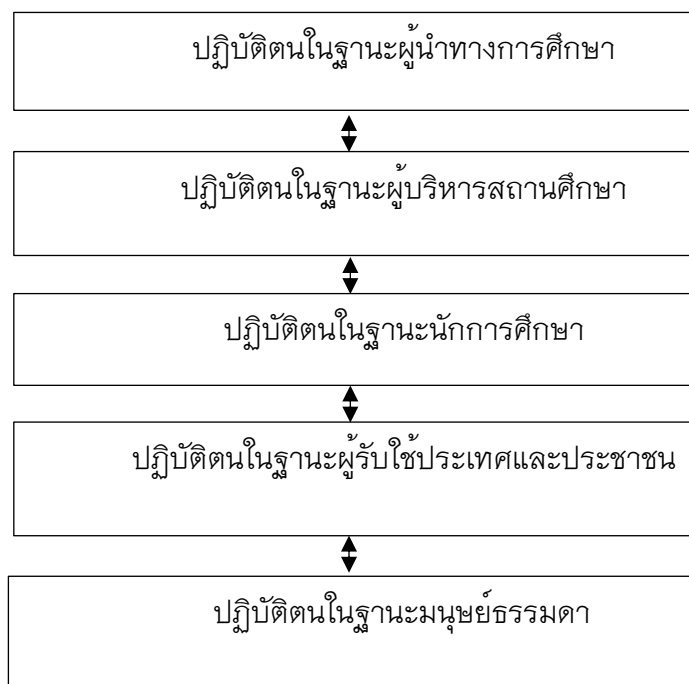 ปฏิบัติตนในฐานะผู้นำทางการศึกษา
ปฏิบัติตนในฐานะผู้บริหารสถานศึกษา
ปฏิบัติตนในฐานะนักการศึกษา
ปฏิบัติตนในฐานะผู้รับใช้ประเทศและประชาชน
ปฏิบัติตนในฐานะมนุษย์ธรรมดา